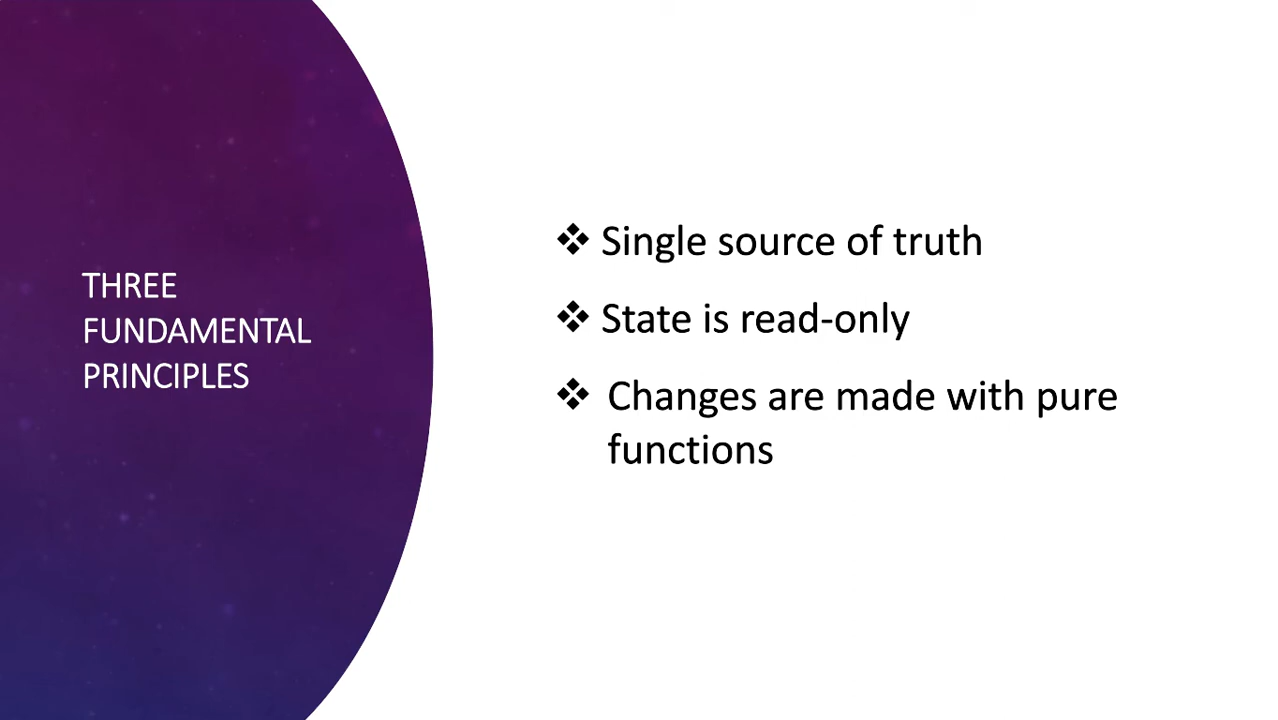 THREE
FUNDAMENTAL
PRINCIPLES
❖ Single source of truth
❖ State is read-only
❖ Changes are made with pure
functions